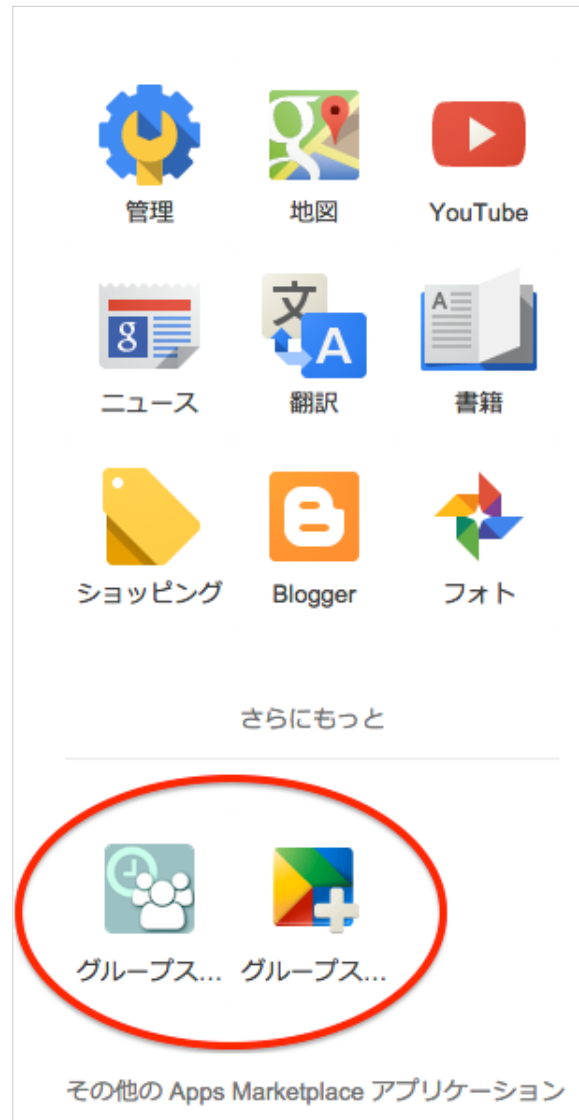 管理
地図
YouTube
ニュース
翻訳
書籍
ショッピング
Blogger
フォト
さらにもっと
グループス...
グループス...
その他の Apps Marketplace アプリケーション